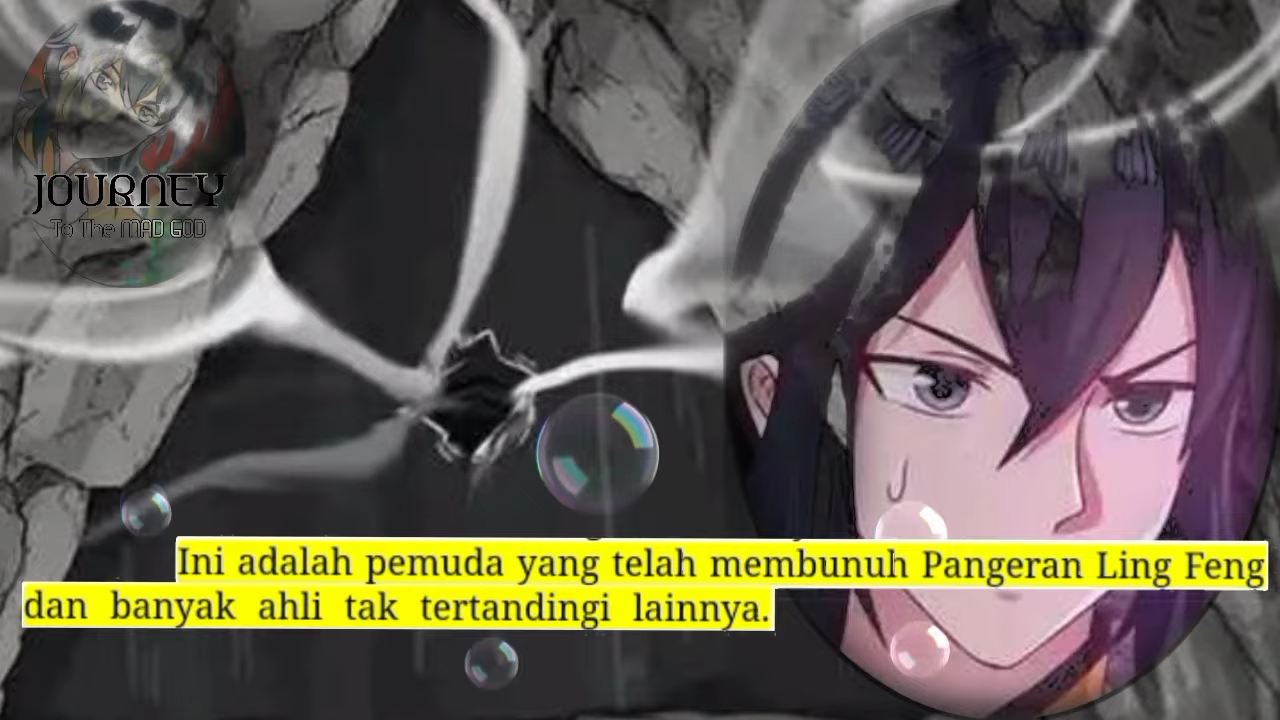 JOURNEY
To The MAD GOD
Ini adalah pemuda yang telah membunuh Pangeran Ling Feng
dan banyak ahli tak tertandingi lainnya.